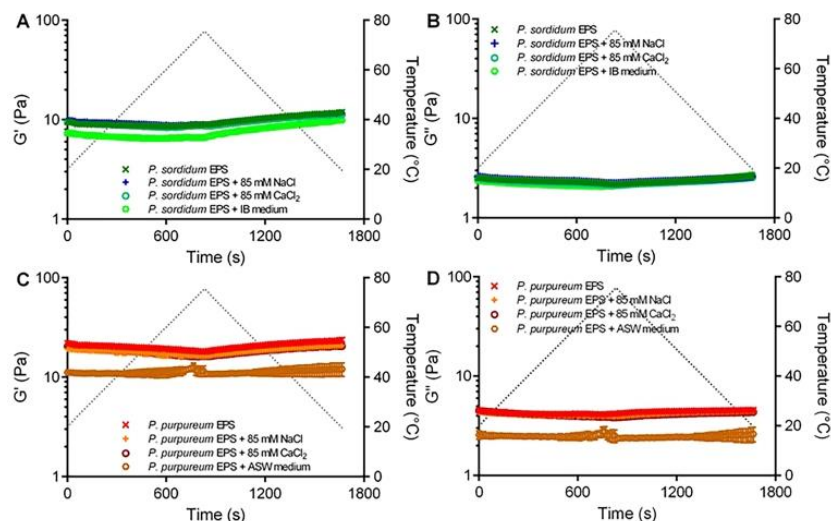 A
100
80
60
40
20
0
10
1
G' (Pa)
Temperature (°C)
P. sordidum EPS
P. sordidum EPS + 85 mM NaCl
P. sordidum EPS + 85 mM CaCl₂
P. sordidum EPS + IB medium
0 600 1200 1800
Time (s)
B
100
80
60
40
20
0
10
1
G'' (Pa)
Temperature (°C)
P. sordidum EPS
P. sordidum EPS + 85 mM NaCl
P. sordidum EPS + 85 mM CaCl₂
P. sordidum EPS + IB medium
0 600 1200 1800
Time (s)
C
100
80
60
40
20
0
10
1
G' (Pa)
Temperature (°C)
P. purpureum EPS
P. purpureum EPS + 85 mM NaCl
P. purpureum EPS + 85 mM CaCl₂
P. purpureum EPS + ASW medium
0 600 1200 1800
Time (s)
D
100
80
60
40
20
0
10
1
G'' (Pa)
Temperature (°C)
P. purpureum EPS
P. purpureum EPS + 85 mM NaCl
P. purpureum EPS + 85 mM CaCl₂
P. purpureum EPS + ASW medium
0 600 1200 1800
Time (s)